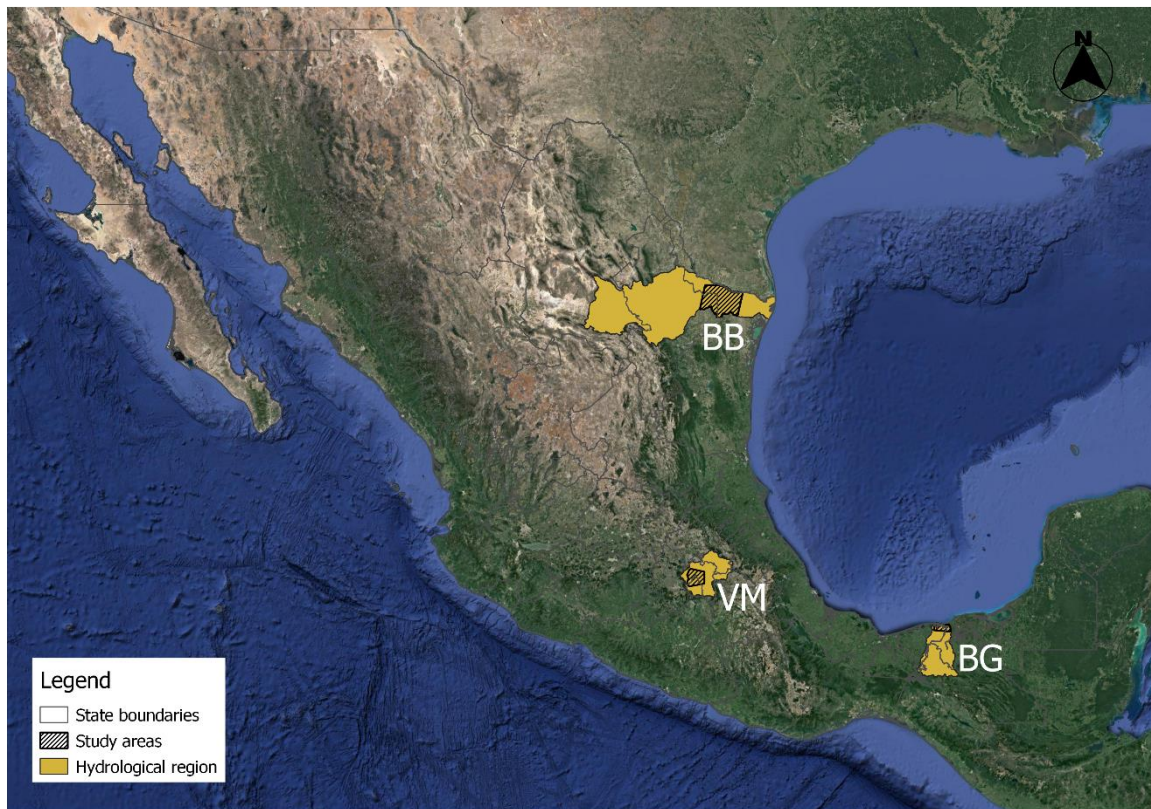 N
BB
VM
BG
Legend
State boundaries
Study areas
Hydrological region